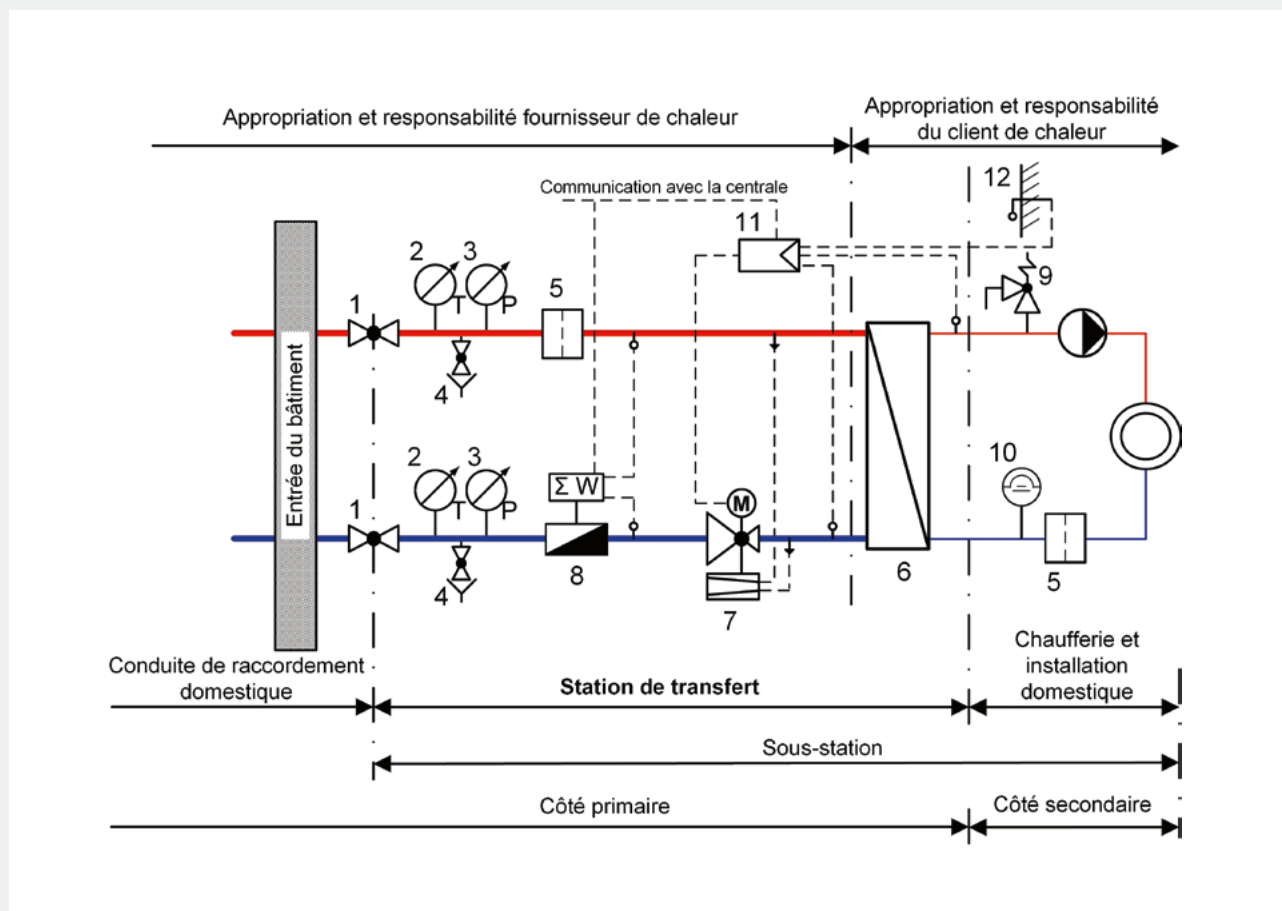 Appropriation et responsabilité fournisseur de chaleur
Appropriation et responsabilité
du client de chaleur
Communication avec la centrale
12
11
2
3
5
9
1
T
P
4
Entrée du bâtiment
2
3
10
1
T
P
Σ W
M
4
8
7
6
5
Conduite de raccordement
domestique
Station de transfert
Chaufferie et
installation
domestique
Sous-station
Côté primaire
Côté secondaire